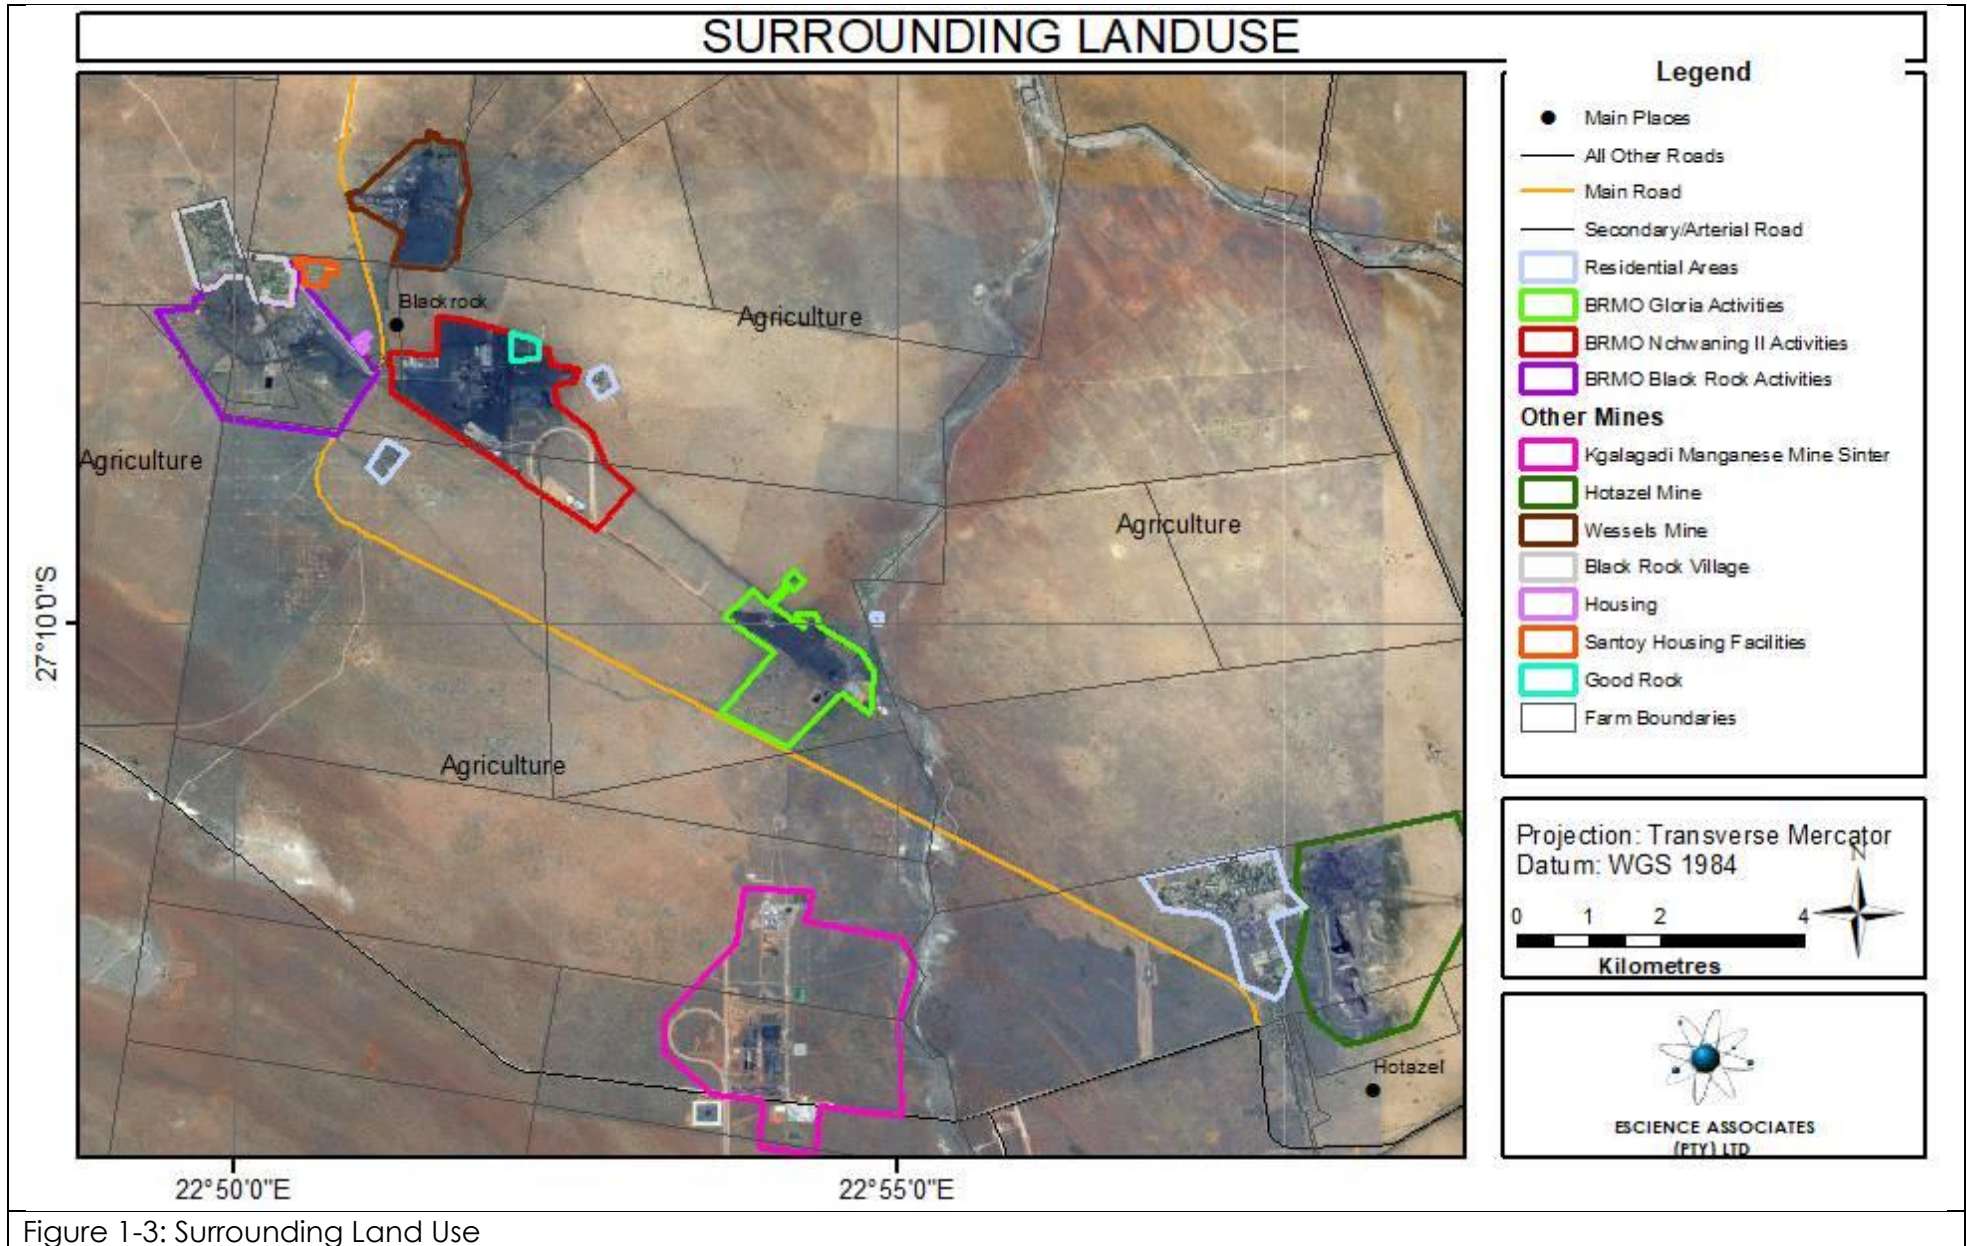 SURROUNDING LANDUSE
Blackrock
Agriculture
Agriculture
Agriculture
Agriculture
Hotazel
27°10'0"S
22°50'0"E
22°55'0"E
Legend
Main Places
All Other Roads
Main Road
Secondary/Arterial Road
Residential Areas
BRMO Gloria Activities
BRMO Nchwaning II Activities
BRMO Black Rock Activities
Other Mines
Kgalagadi Manganese Mine Sinter
Hotazel Mine
Wessels Mine
Black Rock Village
Housing
Santoy Housing Facilities
Good Rock
Farm Boundaries
Projection: Transverse Mercator
Datum: WGS 1984
N
0 1 2 4
Kilometres
ESCIENCE ASSOCIATES
(PTY) LTD
Figure 1-3: Surrounding Land Use